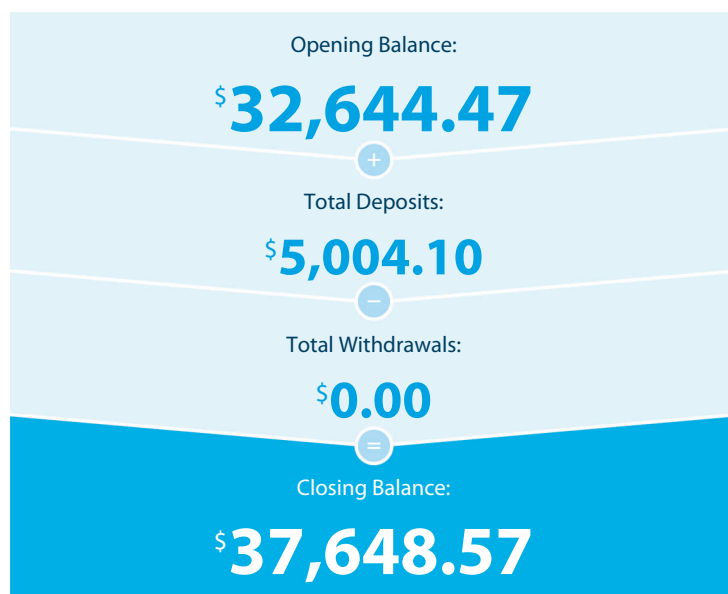 Opening Balance:
$32,644.47
+
Total Deposits:
$5,004.10
−
Total Withdrawals:
$0.00
=
Closing Balance:
$37,648.57